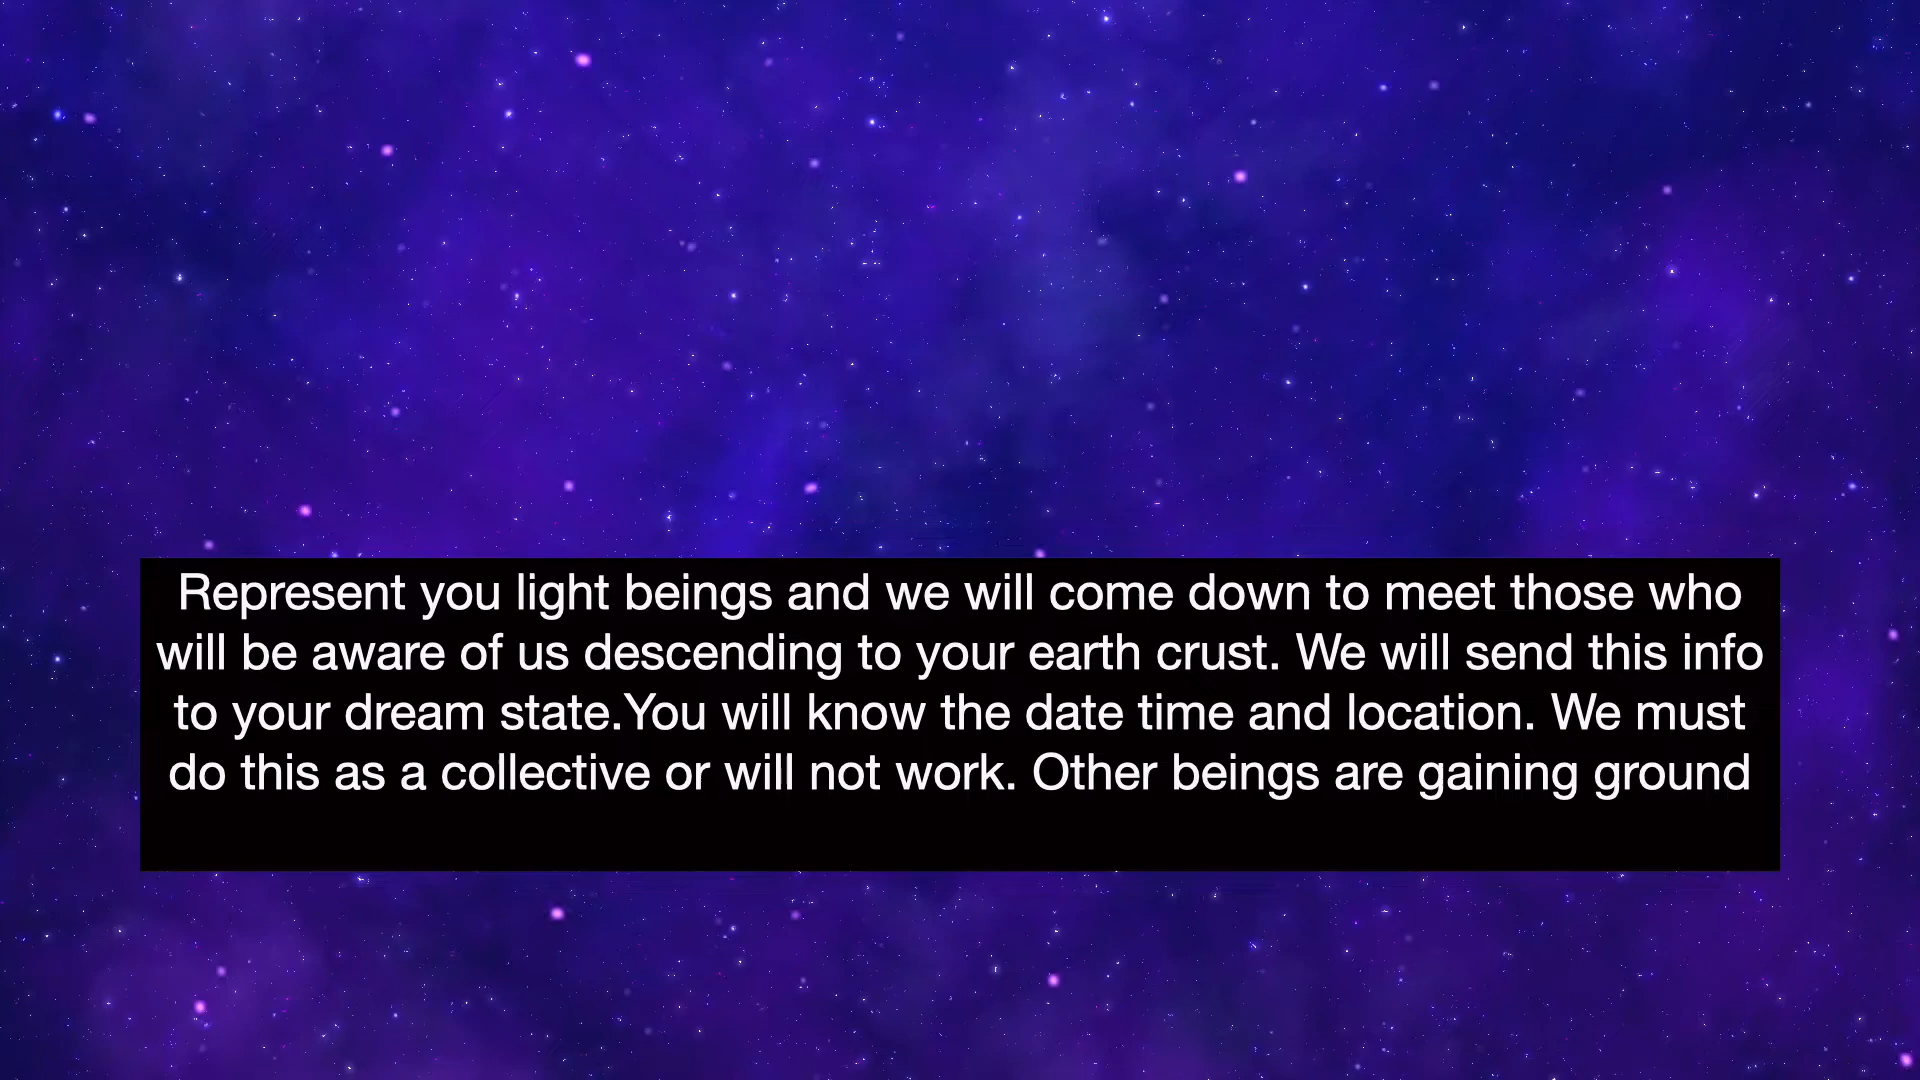 Represent you light beings and we will come down to meet those who
will be aware of us descending to your earth crust. We will send this info
to your dream state.You will know the date time and location. We must
do this as a collective or will not work. Other beings are gaining ground